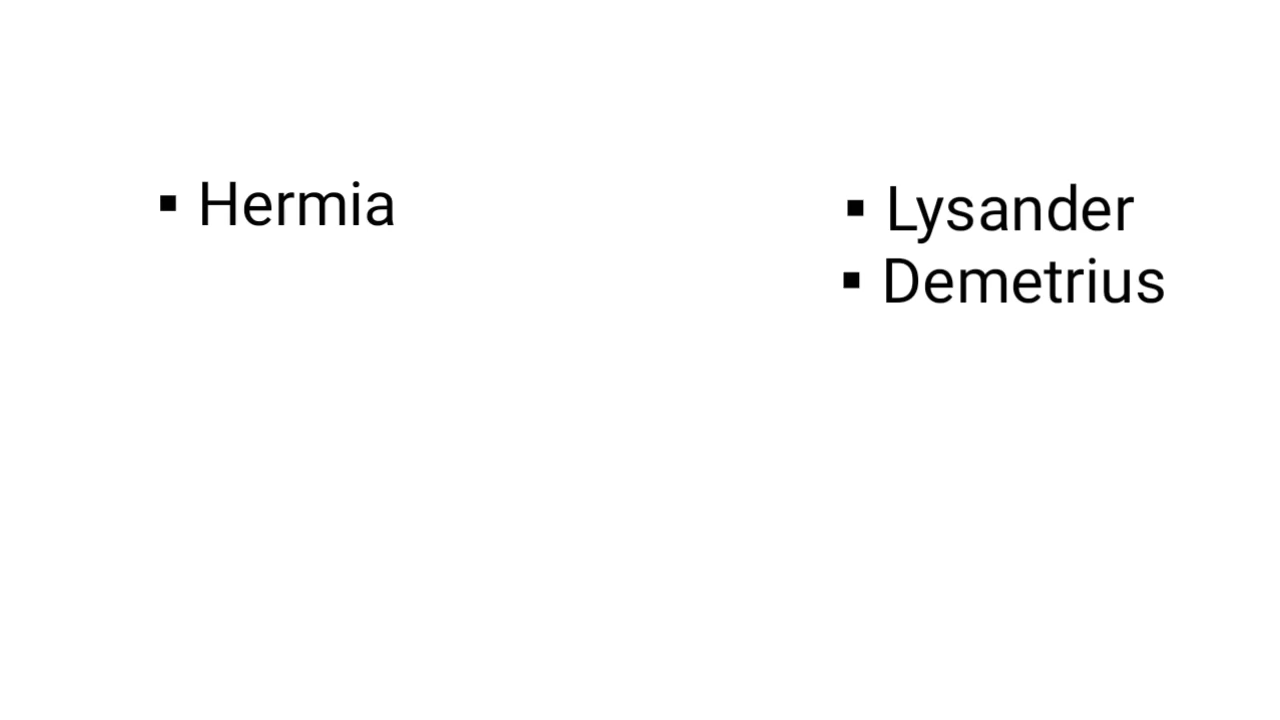 ▪ Hermia
▪ Lysander
▪ Demetrius